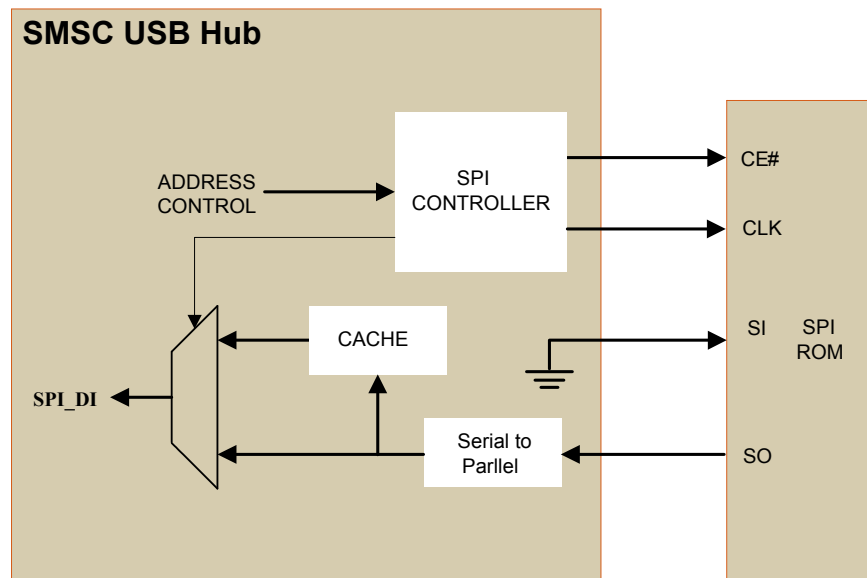 SMSC USB Hub
ADDRESS
CONTROL
SPI
CONTROLLER
CE#
CLK
CACHE
SI
SPI
ROM
SPI_DI
Serial to
Parllel
SO